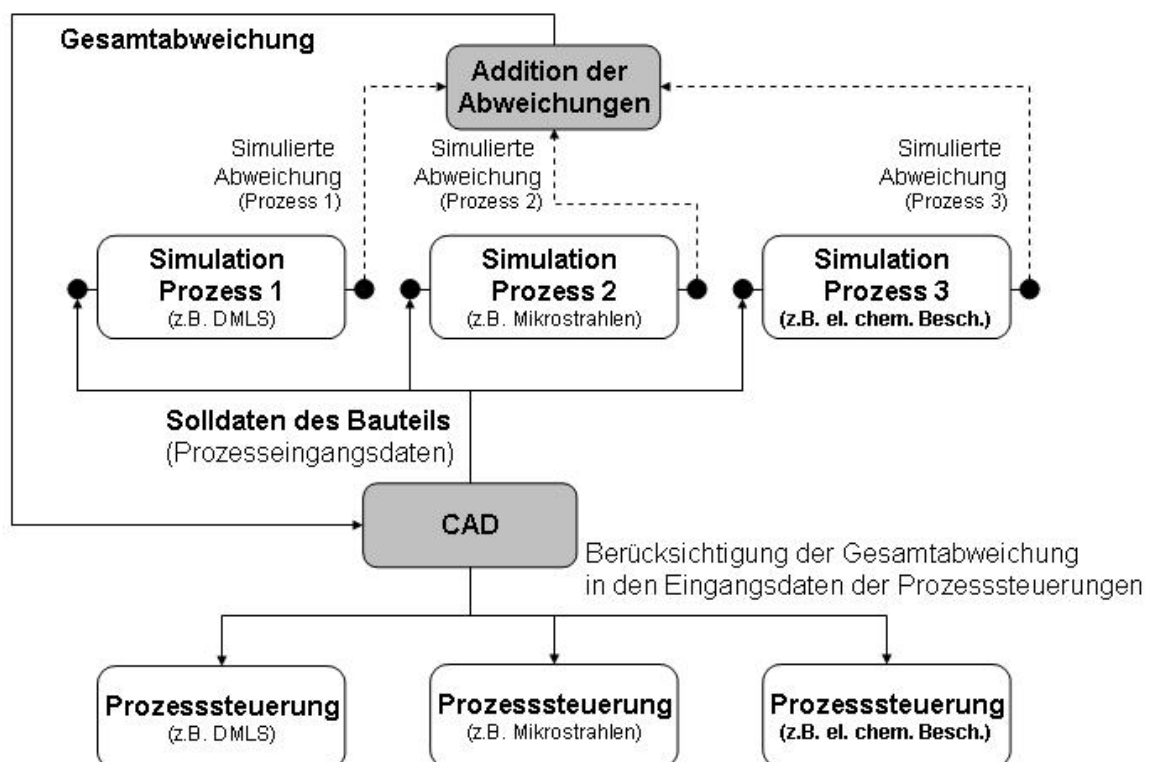 Gesamtabweichung
Addition der
Abweichungen
Simulierte
Abweichung
(Prozess 1)
Simulierte
Abweichung
(Prozess 2)
Simulierte
Abweichung
(Prozess 3)
Simulation
Prozess 1
(z.B. DMLS)
Simulation
Prozess 2
(z.B. Mikrostrahlen)
Simulation
Prozess 3
(z.B. el. chem. Besch.)
Solldaten des Bauteils
(Prozesseingangsdaten)
CAD
Berücksichtigung der Gesamtabweichung
in den Eingangsdaten der Prozesssteuerungen
Prozesssteuerung
(z.B. DMLS)
Prozesssteuerung
(z.B. Mikrostrahlen)
Prozesssteuerung
(z.B. el. chem. Besch.)